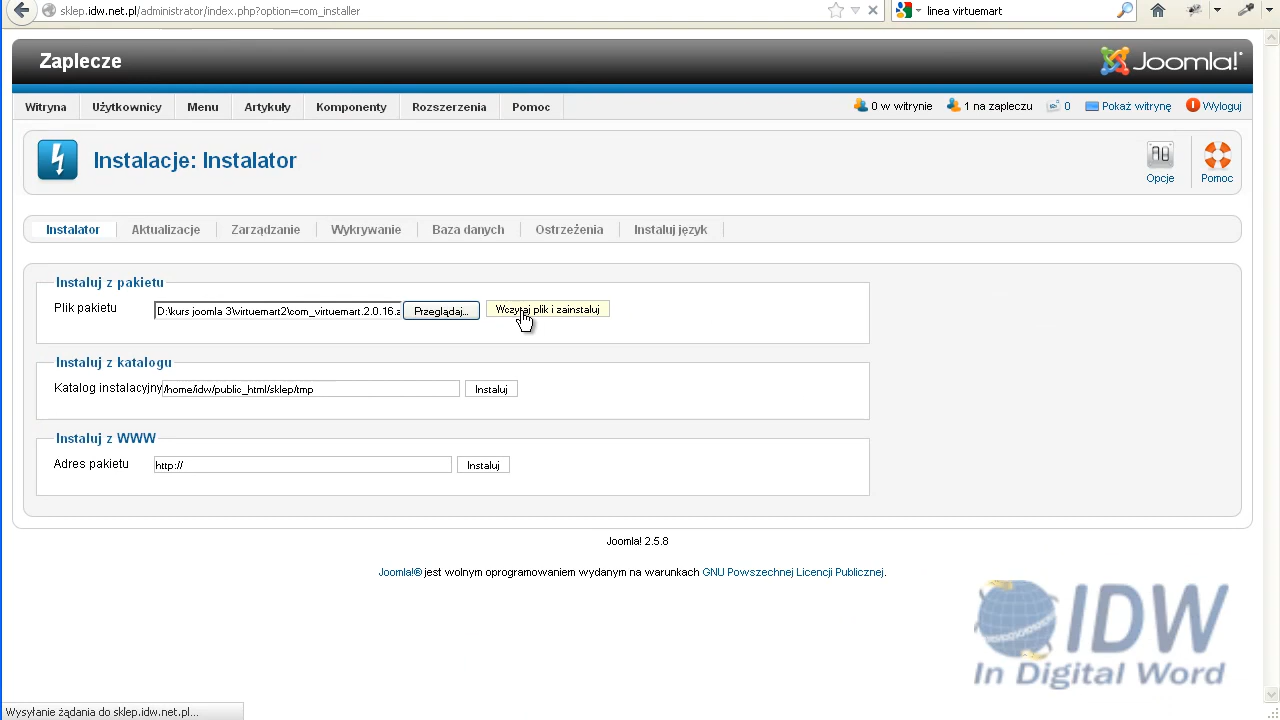 sklep.idw.net.pl/administrator/index.php?option=com_installer
linea virtuemart
Zaplecze
Joomla!
Witryna Użytkownicy Menu Artykuły Komponenty Rozszerzenia Pomoc
0 w witrynie 1 na zapleczu 0 Pokaż witrynę Wyloguj
Instalacje: Instalator
Opcje Pomoc
Instalator Aktualizacje Zarządzanie Wykrywanie Baza danych Ostrzeżenia Instaluj język
Instaluj z pakietu
Plik pakietu D:\kurs joomla 3\virtuemart2\com_virtuemart.2.0.16.a Przeglądaj... Wczytaj plik i zainstaluj
Instaluj z katalogu
Katalog instalacyjny /home/idw/public_html/sklep/tmp Instaluj
Instaluj z WWW
Adres pakietu http:// Instaluj
Joomla! 2.5.8
Joomla!® jest wolnym oprogramowaniem wydanym na warunkach GNU Powszechnej Licencji Publicznej.
IDW
In Digital Word
Wysyłanie żądania do sklep.idw.net.pl...